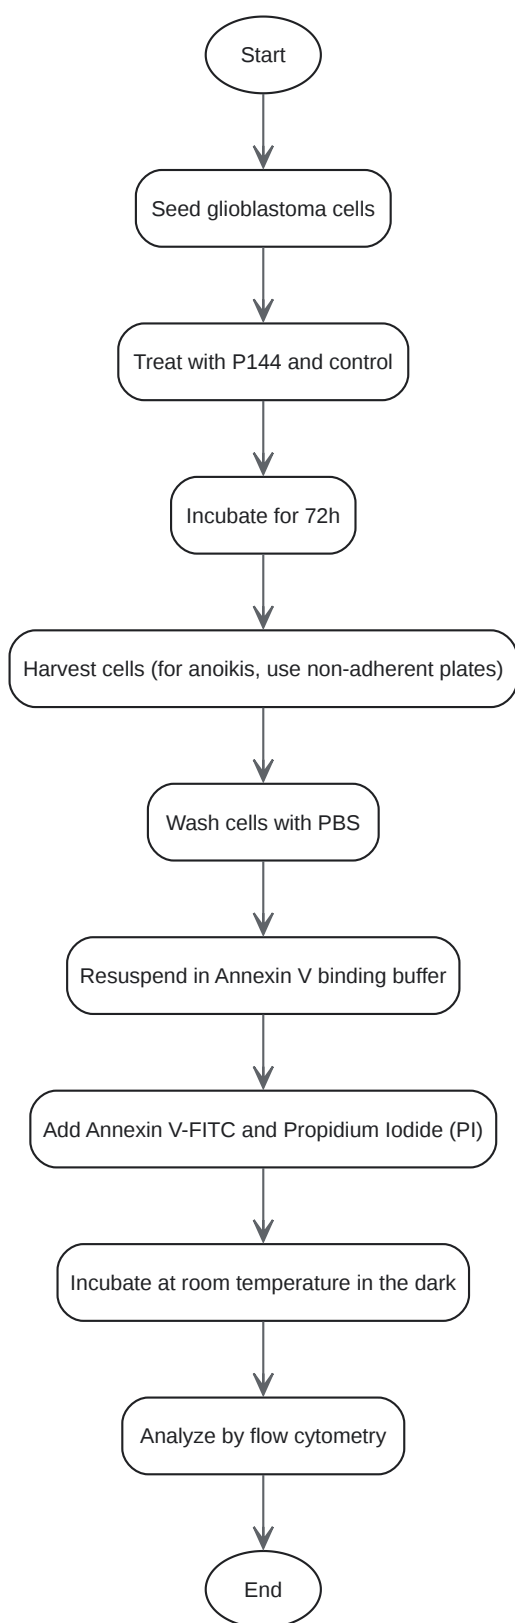 Start
Seed glioblastoma cells
Treat with P144 and control
Incubate for 72h
Harvest cells (for anoikis, use non-adherent plates)
Wash cells with PBS
Resuspend in Annexin V binding buffer
Add Annexin V-FITC and Propidium Iodide (PI)
Incubate at room temperature in the dark
Analyze by flow cytometry
End